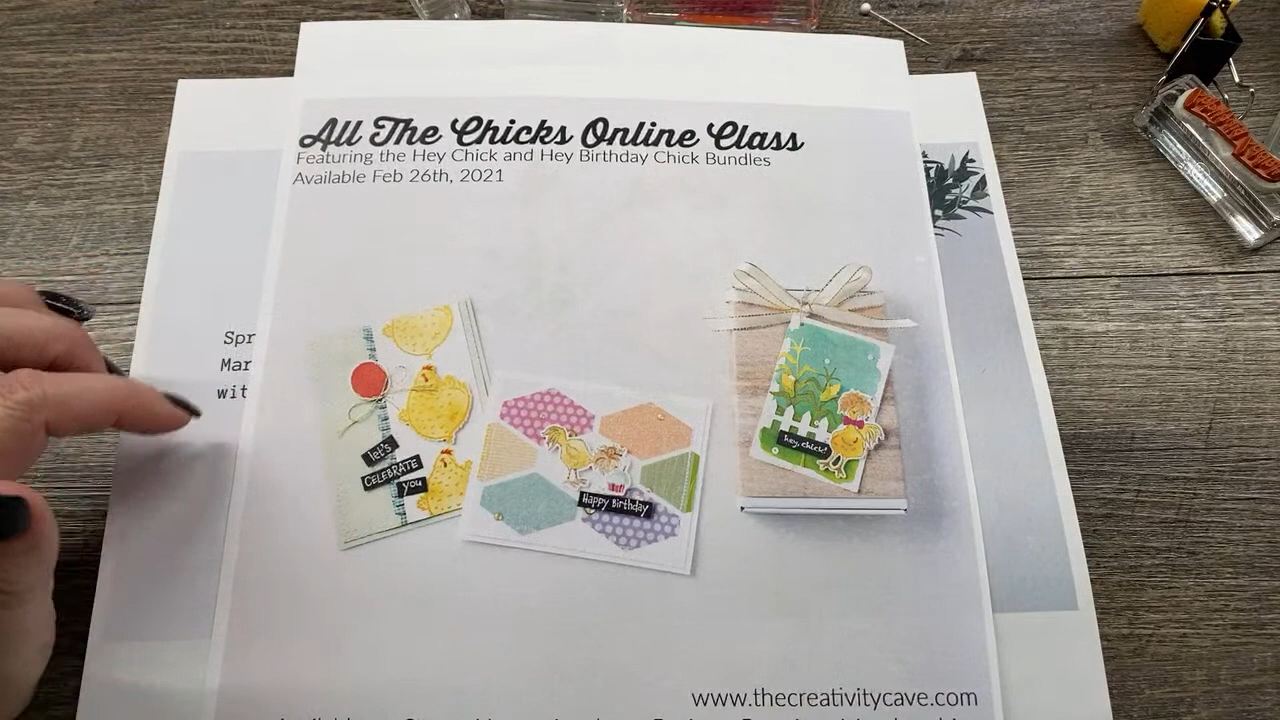 All The Chicks Online Class
Featuring the Hey Chick and Hey Birthday Chick Bundles
Available Feb 26th, 2021
Spr
Mar
wit
let's
CELEBRATE
you
Happy Birthday
hey, chick!
www.thecreativitycave.com